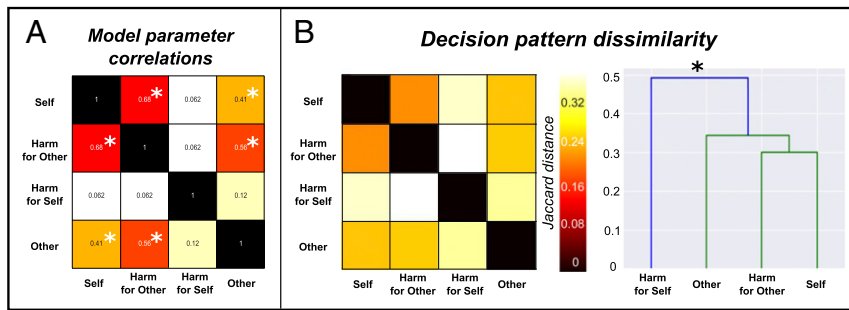 A
Model parameter
correlations
Self
1
0.68*
0.062
0.41*
Harm
for Other
0.68*
1
0.062
0.56*
Harm
for Self
0.062
0.062
1
0.12
Other
0.41*
0.56*
0.12
1
Self
Harm
for Other
Harm
for Self
Other
B
Decision pattern dissimilarity
Self
Harm
for Other
Harm
for Self
Other
Self
Harm
for Other
Harm
for Self
Other
0.32
0.24
0.16
0.08
0
Jaccard distance
*
0.5
0.4
0.3
0.2
0.1
0
Harm
for Self
Other
Harm
for Other
Self